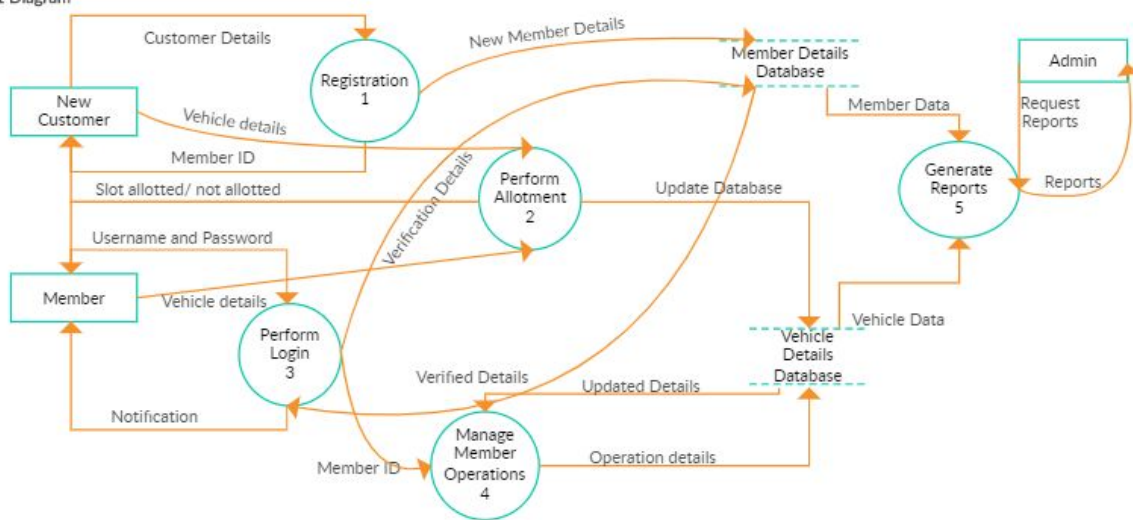 Diagram
Customer Details
New Member Details
Registration
1
Member Details
Database
Admin
New
Customer
Vehicle details
Member Data
Request
Reports
Member ID
Perform
Allotment
2
Generate
Reports
5
Slot allotted/ not allotted
Update Database
Reports
Verification Details
Username and Password
Member
Vehicle details
Vehicle Data
Perform
Login
3
Vehicle
Details
Database
Verified Details
Updated Details
Notification
Manage
Member
Operations
4
Member ID
Operation details